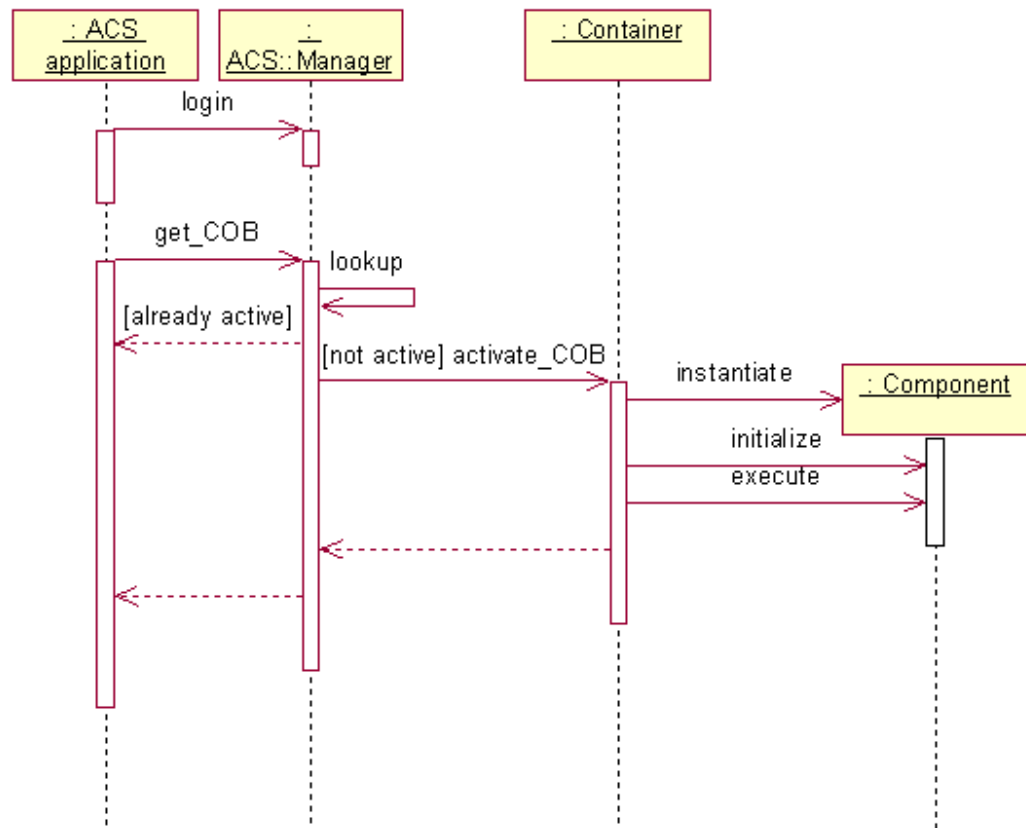 : ACS
application
:
ACS::Manager
: Container
login
get_COB
lookup
[already active]
[not active] activate_COB
instantiate
: Component
initialize
execute